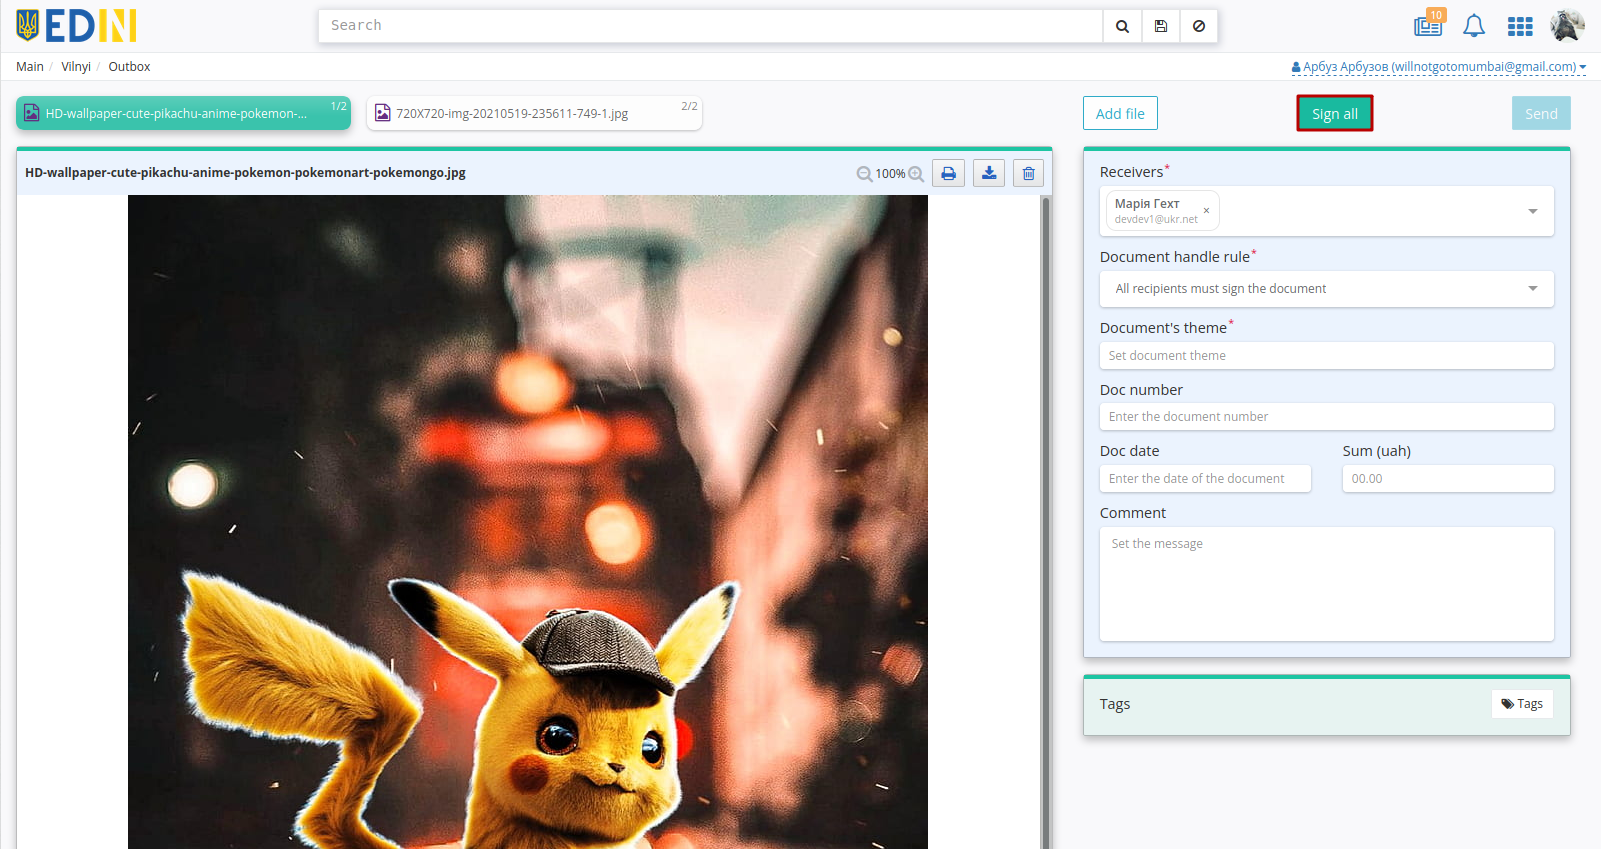 EDIN
Search
10
Main / Vilnyi / Outbox
Арбуз Арбузов (willnotgotomumbai@gmail.com)
HD-wallpaper-cute-pikachu-anime-pokemon-...
1/2
720X720-img-20210519-235611-749-1.jpg
2/2
Add file
Sign all
Send
HD-wallpaper-cute-pikachu-anime-pokemon-pokemonart-pokemongo.jpg
100%
Receivers*
Марія Гехт
devdev1@ukr.net
×
Document handle rule*
All recipients must sign the document
Document's theme*
Set document theme
Doc number
Enter the document number
Doc date
Sum (uah)
Enter the date of the document
00.00
Comment
Set the message
Tags
Tags